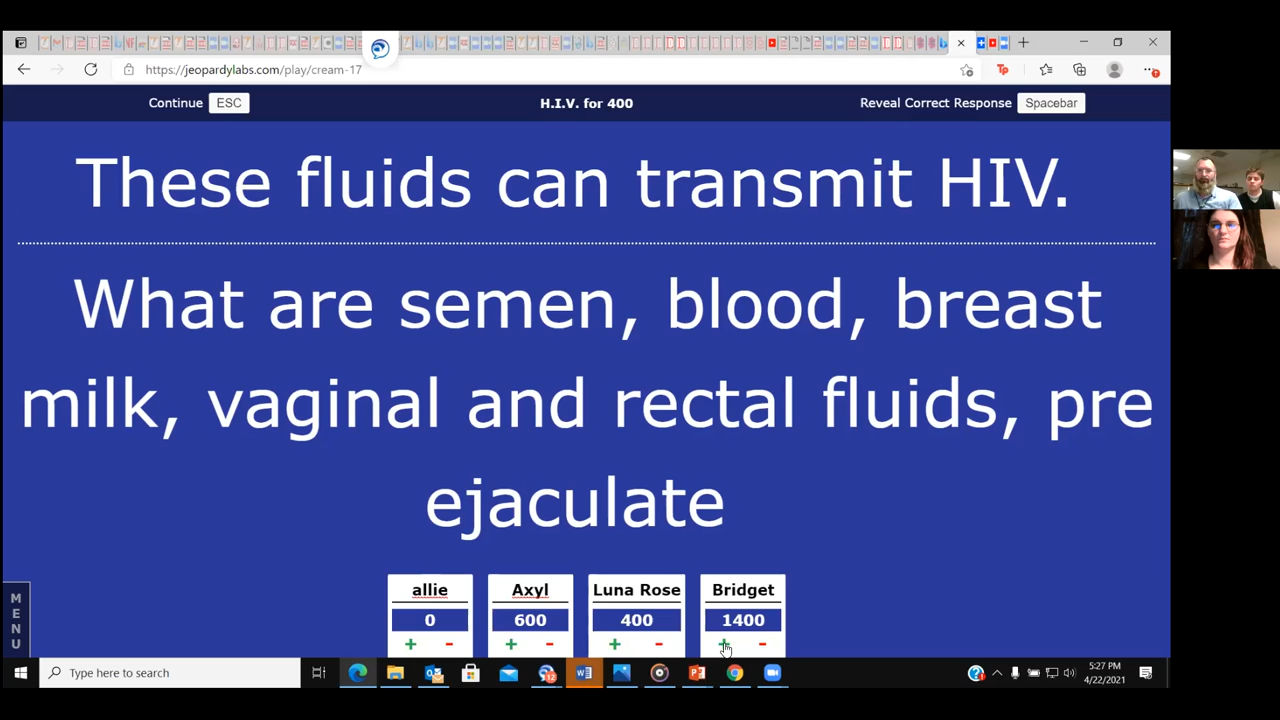 https://jeopardylabs.com/play/cream-17
Continue ESC
H.I.V. for 400
Reveal Correct Response Spacebar
These fluids can transmit HIV.
What are semen, blood, breast
milk, vaginal and rectal fluids, pre
ejaculate
MENU
allie
0
+ -
Axyl
600
+ -
Luna Rose
400
+ -
Bridget
1400
+ -
Type here to search
12
5:27 PM
4/22/2021